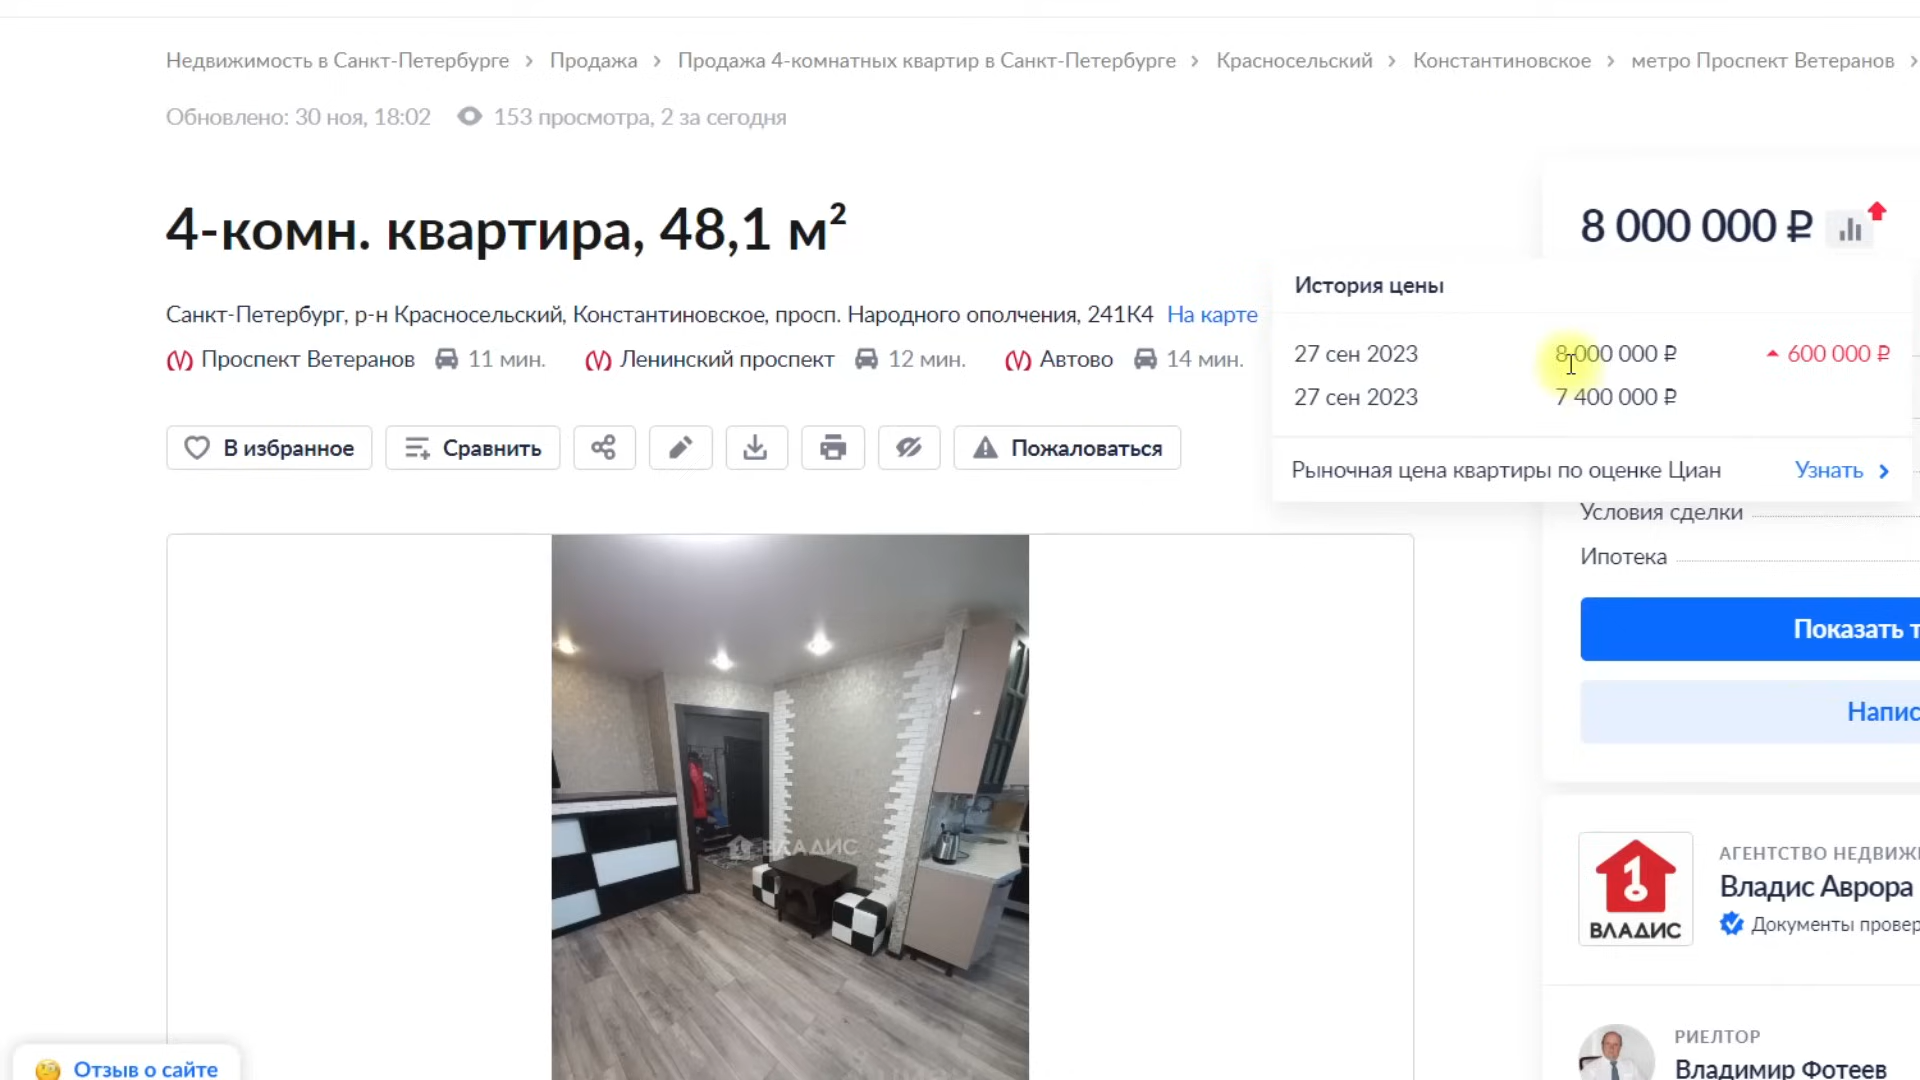 Недвижимость в Санкт-Петербурге > Продажа > Продажа 4-комнатных квартир в Санкт-Петербурге > Красносельский > Константиновское > метро Проспект Ветеранов >
Обновлено: 30 ноя, 18:02 153 просмотра, 2 за сегодня
4-комн. квартира, 48,1 м²
8 000 000 ₽
Санкт-Петербург, р-н Красносельский, Константиновское, просп. Народного ополчения, 241К4 На карте
Проспект Ветеранов 11 мин. Ленинский проспект 12 мин. Автово 14 мин.
История цены
27 сен 2023 8 000 000 ₽ 600 000 ₽
27 сен 2023 7 400 000 ₽
Рыночная цена квартиры по оценке Циан Узнать >
В избранное Сравнить Пожаловаться
Условия сделки
Ипотека
Показать т
Напис
ВЛАДИС
ВЛАДИС
АГЕНТСТВО НЕДВИЖ
Владис Аврора
Документы провер
РИЕЛТОР
Владимир Фотеев
Отзыв о сайте